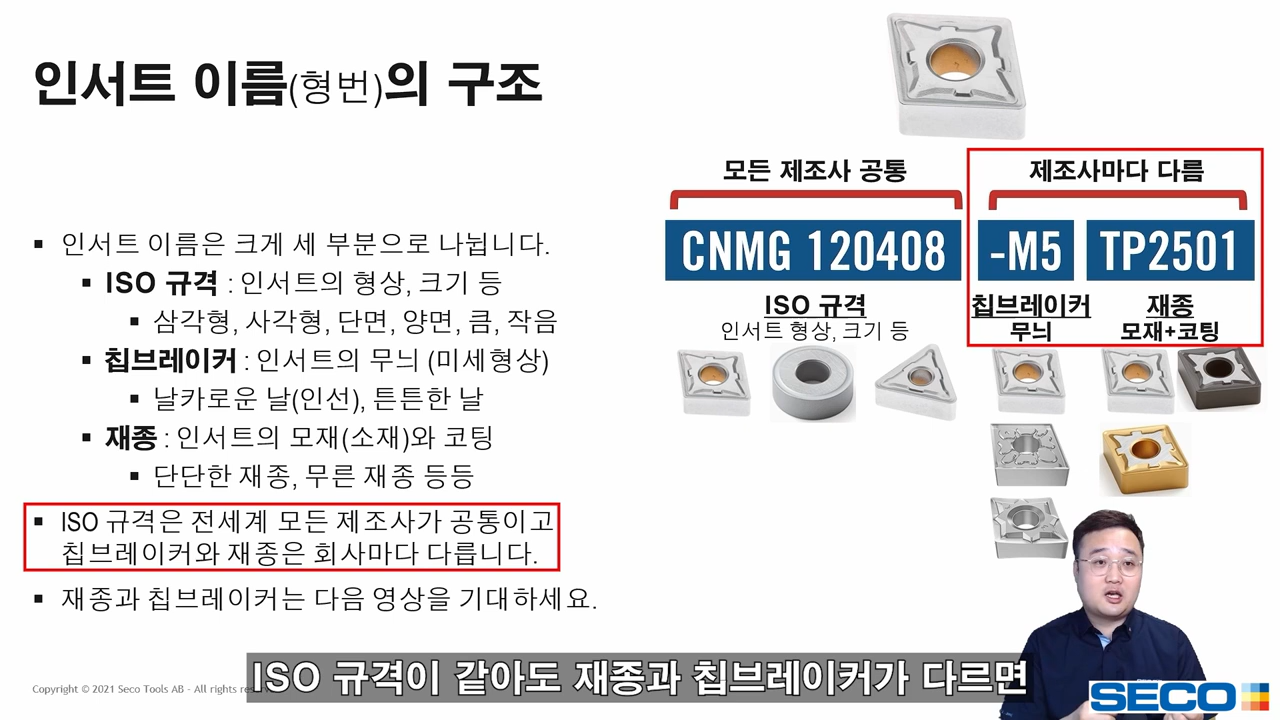 인서트 이름(형번)의 구조
모든 제조사 공통
제조사마다 다름
CNMG 120408
-M5
TP2501
ISO 규격
인서트 형상, 크기 등
칩브레이커
무늬
재종
모재+코팅
▪ 인서트 이름은 크게 세 부분으로 나뉩니다.
▪ ISO 규격 : 인서트의 형상, 크기 등
▪ 삼각형, 사각형, 단면, 양면, 큼, 작음
▪ 칩브레이커 : 인서트의 무늬 (미세형상)
▪ 날카로운 날(인선), 튼튼한 날
▪ 재종 : 인서트의 모재(소재)와 코팅
▪ 단단한 재종, 무른 재종 등등
▪ ISO 규격은 전세계 모든 제조사가 공통이고
칩브레이커와 재종은 회사마다 다릅니다.
▪ 재종과 칩브레이커는 다음 영상을 기대하세요.
ISO 규격이 같아도 재종과 칩브레이커가 다르면
Copyright © 2021 Seco Tools AB - All rights
SECO